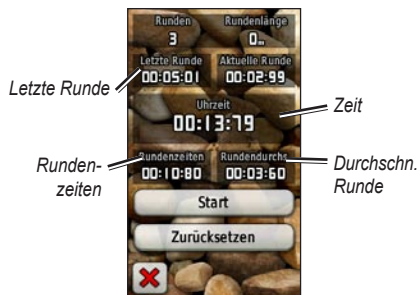 Runden
Rundenlänge
3
0m
Letzte Runde
Aktuelle Runde
00:05:01
00:02:99
Letzte Runde
Uhrzeit
00:13:79
Zeit
Rundenzeiten
Rundendurchs
00:10:80
00:03:60
Runden-
zeiten
Durchschn.
Runde
Start
Zurücksetzen